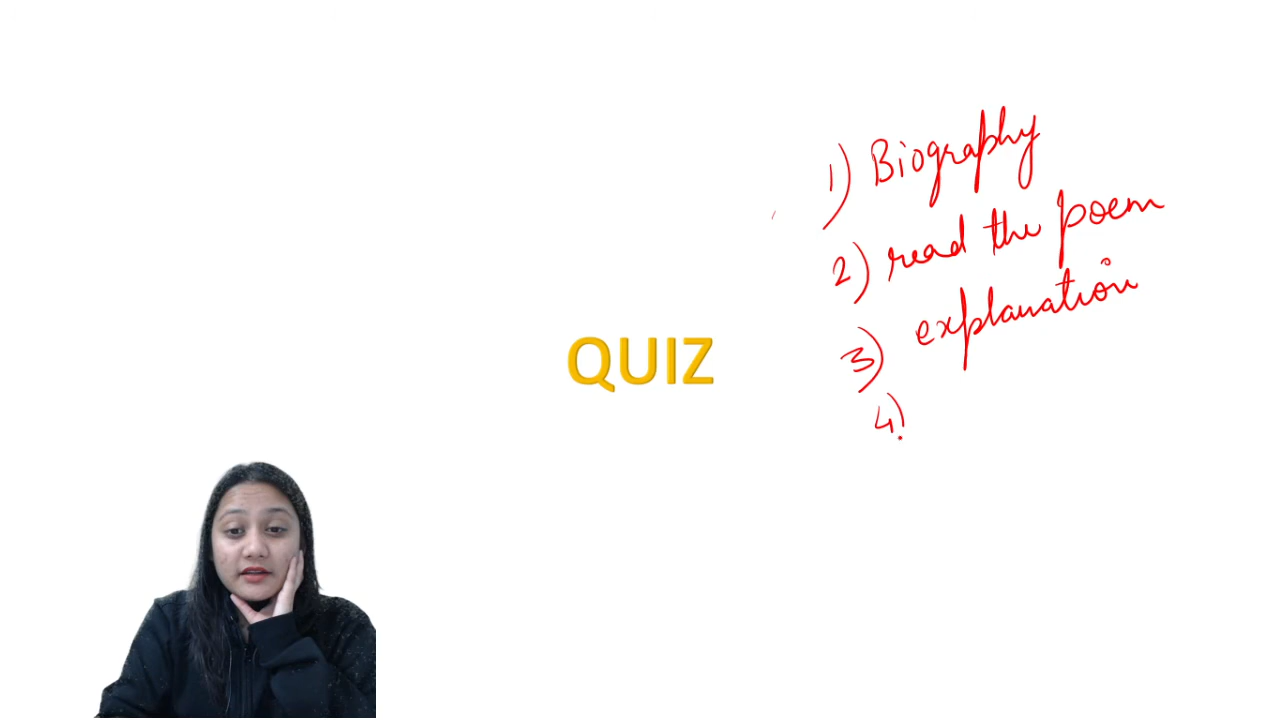 1) Biography
2) read the poem
3) explanation
4)
QUIZ